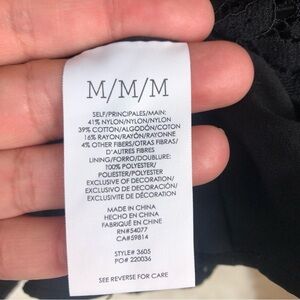 M/M/M
SELF/PRINCIPALES/MAIN:
41% NYLON/NYLON/NYLON
39% COTTON/ALGODÓN/COTON
16% RAYON/RAYÓN/RAYONNE
4% OTHER FIBERS/OTRAS FIBRAS/
D'AUTRES FIBRES
LINING/FORRO/DOUBLURE:
100% POLYESTER/
POLIESTER/POLYESTER
EXCLUSIVE OF DECORATION/
EXCLUSIVO DE DECORACIÓN/
EXCLUSIVITE DE DÉCORATION
MADE IN CHINA
HECHO EN CHINA
FABRIQUÉ EN CHINE
RN#54077
CA#59814
STYLE# 3605
PO# 220036
SEE REVERSE FOR CARE